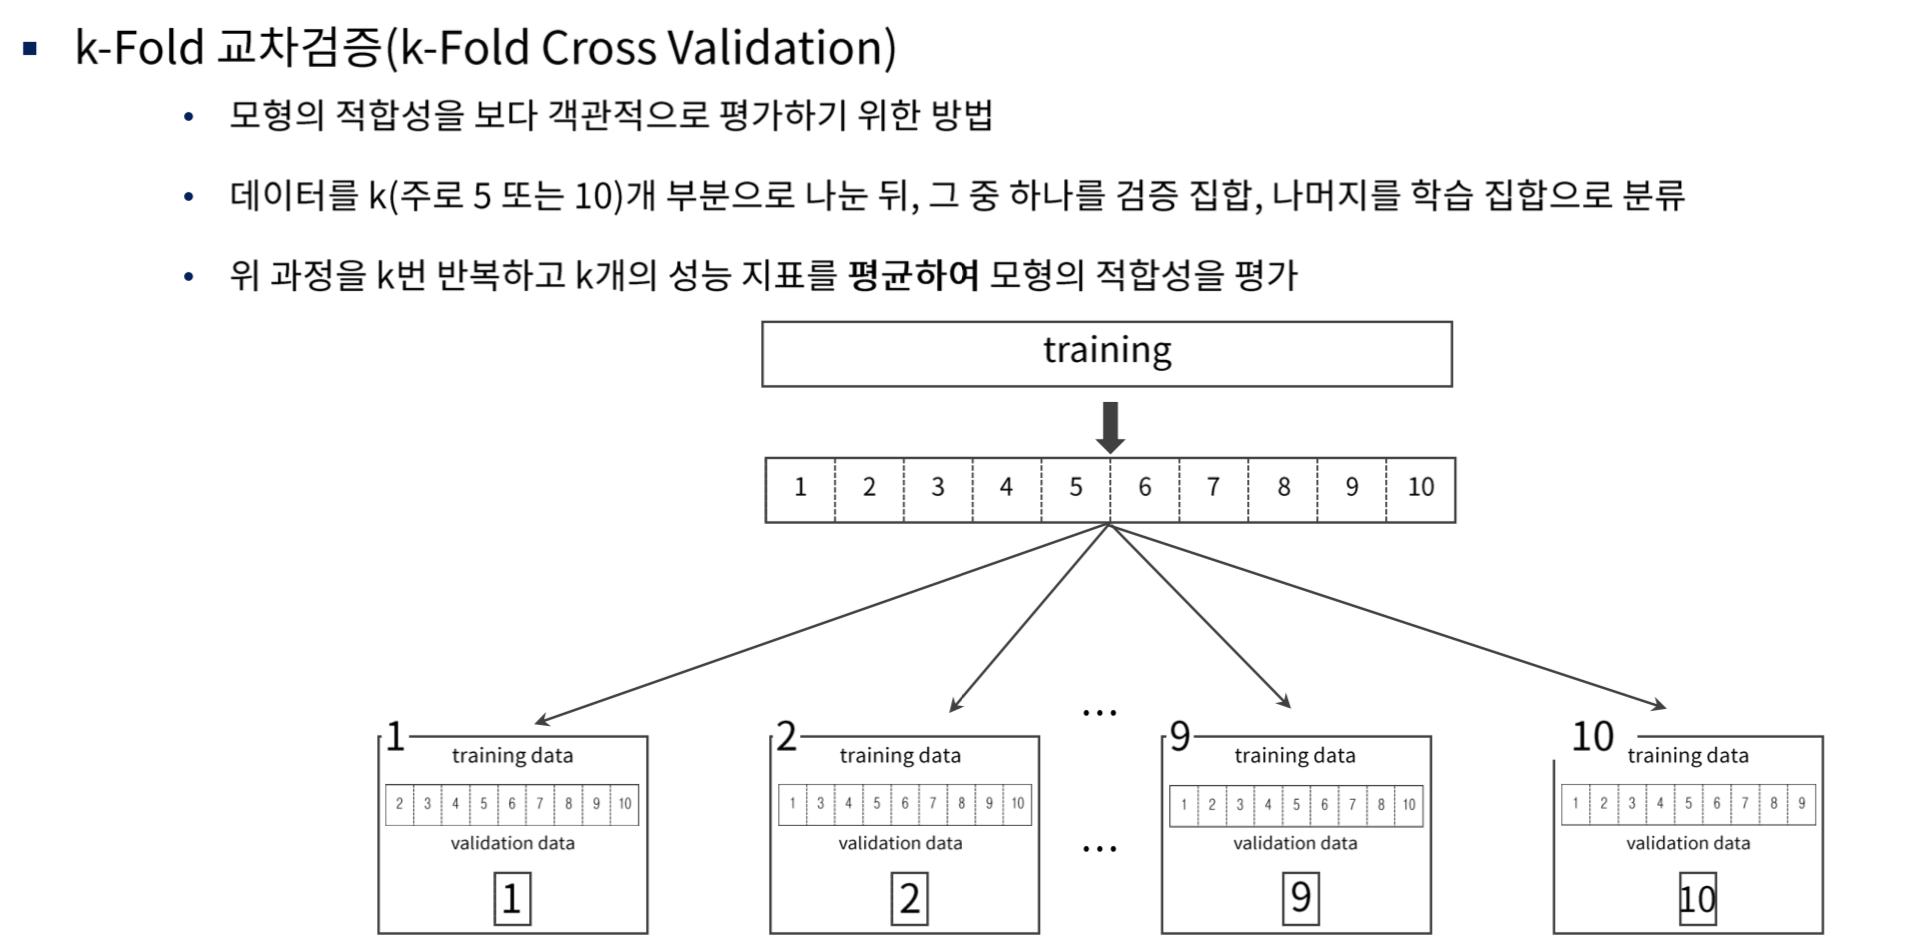 k-Fold 교차검증(k-Fold Cross Validation)
모형의 적합성을 보다 객관적으로 평가하기 위한 방법
데이터를 k(주로 5 또는 10)개 부분으로 나눈 뒤, 그 중 하나를 검증 집합, 나머지를 학습 집합으로 분류
위 과정을 k번 반복하고 k개의 성능 지표를 평균하여 모형의 적합성을 평가
training
1 2 3 4 5 6 7 8 9 10
...
1
training data
2 3 4 5 6 7 8 9 10
validation data
1
2
training data
1 3 4 5 6 7 8 9 10
validation data
2
...
9
training data
1 2 3 4 5 6 7 8 10
validation data
9
10
training data
1 2 3 4 5 6 7 8 9
validation data
10